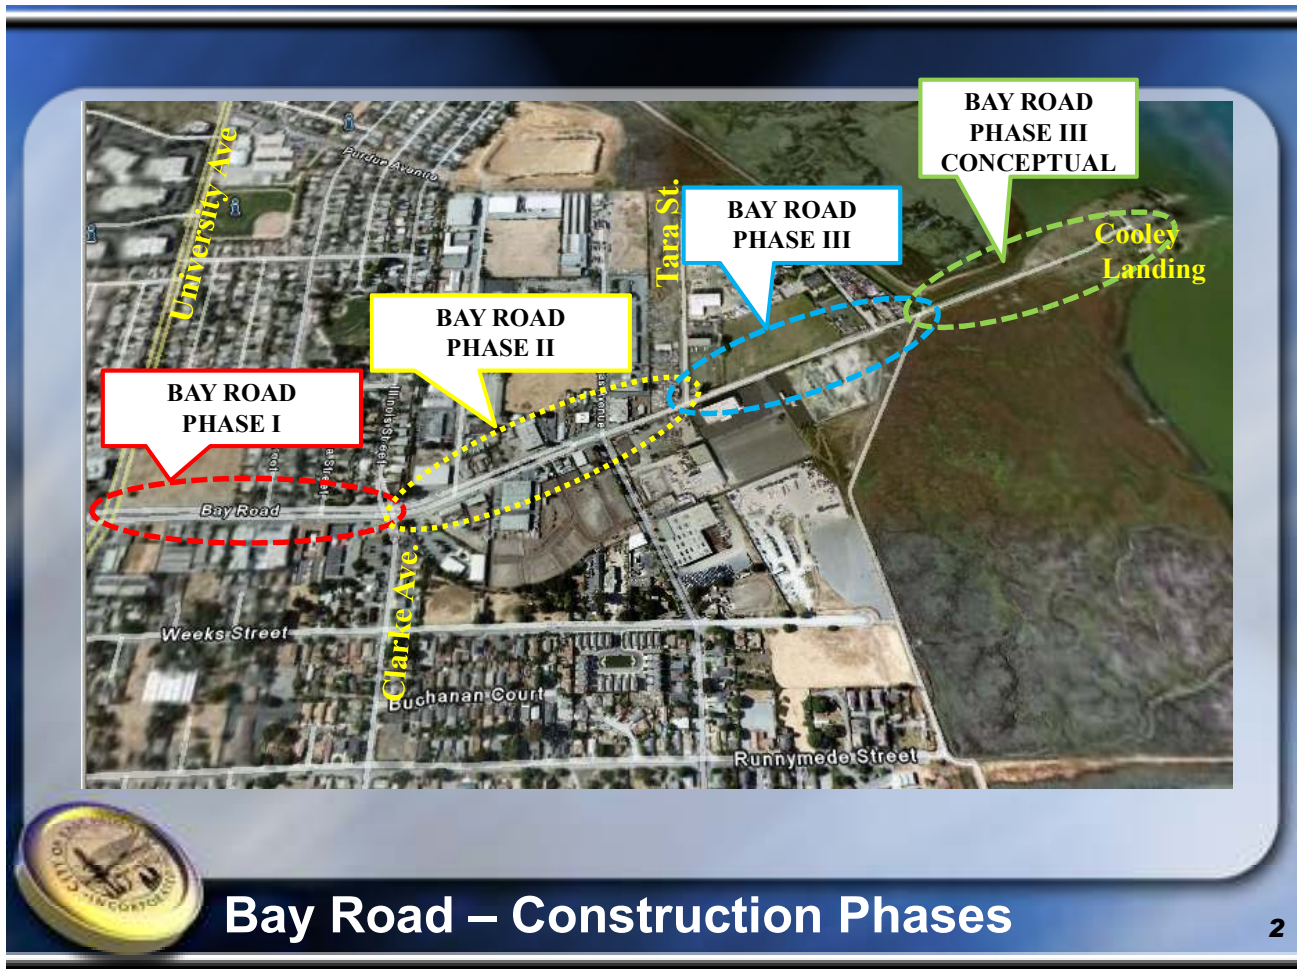 BAY ROAD
PHASE III
CONCEPTUAL
University Ave
Purdue Avenue
Tara St.
BAY ROAD
PHASE III
Cooley
Landing
BAY ROAD
PHASE II
BAY ROAD
PHASE I
Illinois Street
Bay Road
Clarke Ave.
Weeks Street
Buchanan Court
Runnymede Street
Bay Road – Construction Phases
2